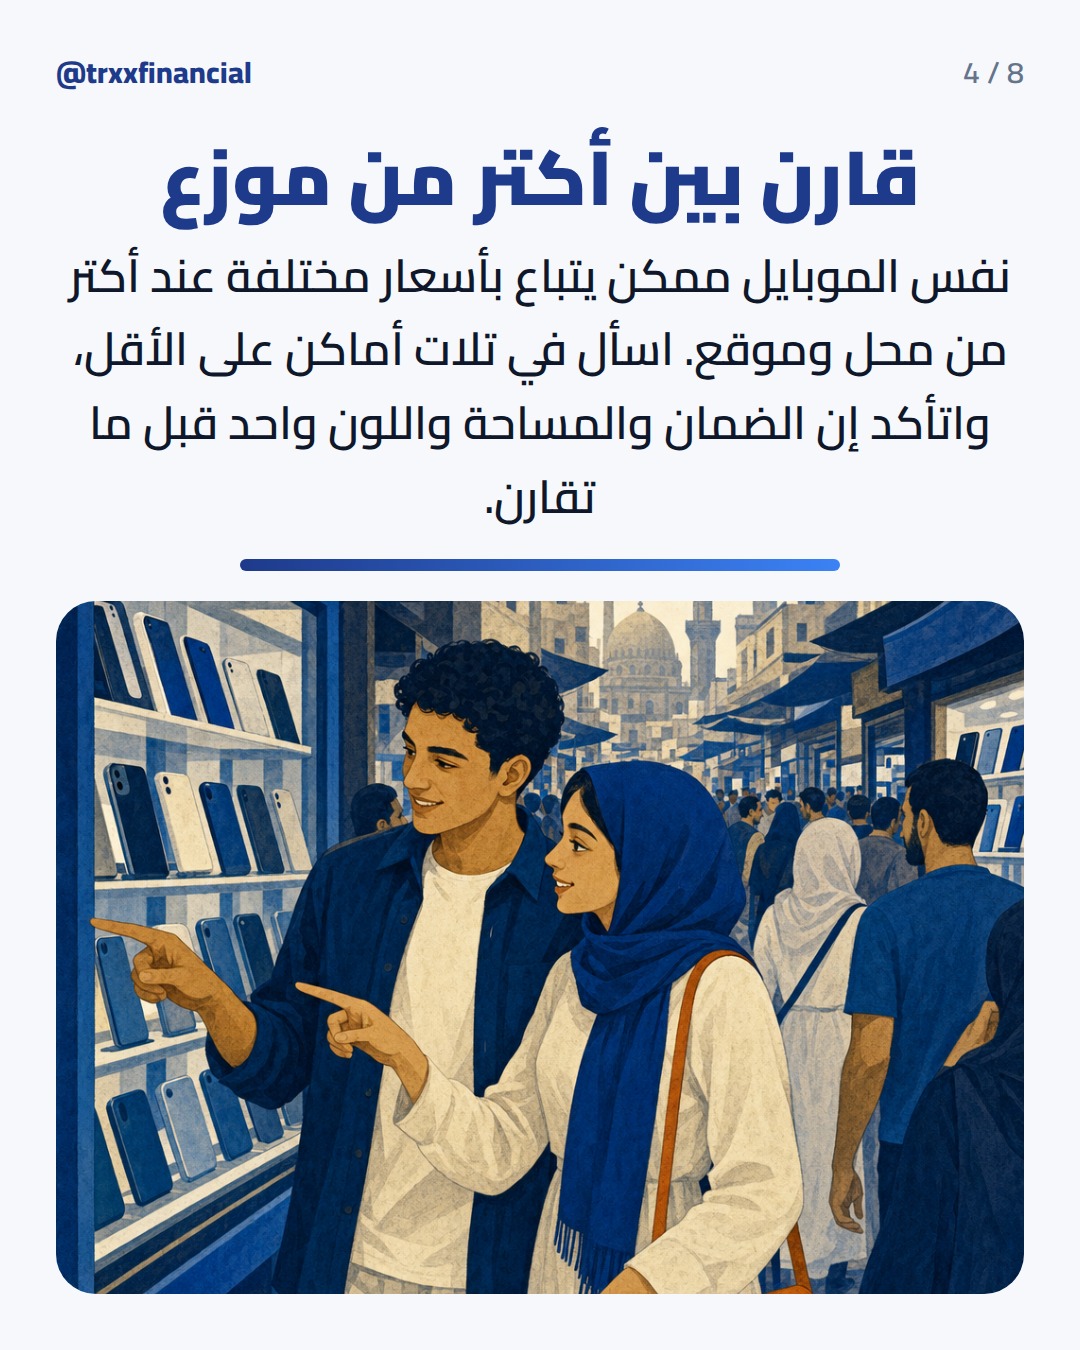 @trxxfinancial
4 / 8
قارن بين أكتر من موزع
نفس الموبايل ممكن يتباع بأسعار مختلفة عند أكتر
من محل وموقع. اسأل في تلات أماكن على الأقل،
واتأكد إن الضمان والمساحة واللون واحد قبل ما
تقارن.